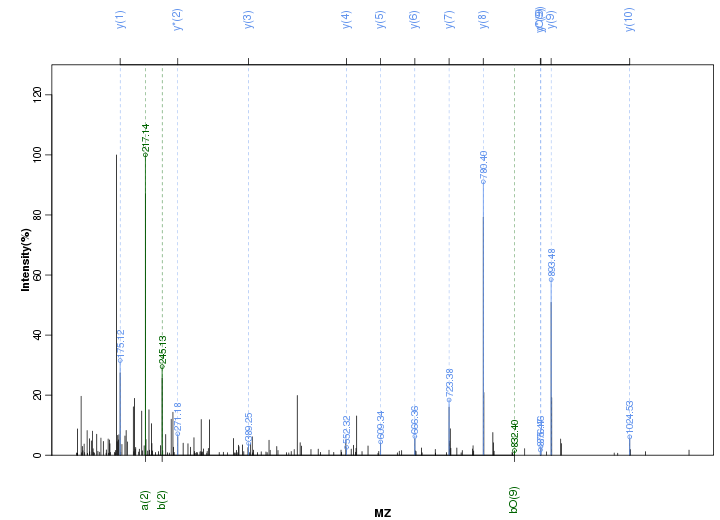 y(1)
y*(2)
y(3)
y(4)
y(5)
y(6)
y(7)
y(8)
y(9)
y(10)
Intensity(%)
0
20
40
60
80
100
120
175.12
217.14
245.13
271.18
389.25
552.32
609.34
666.36
723.38
780.40
832.40
893.48
1024.53
a(2)
b(2)
bO(9)
MZ